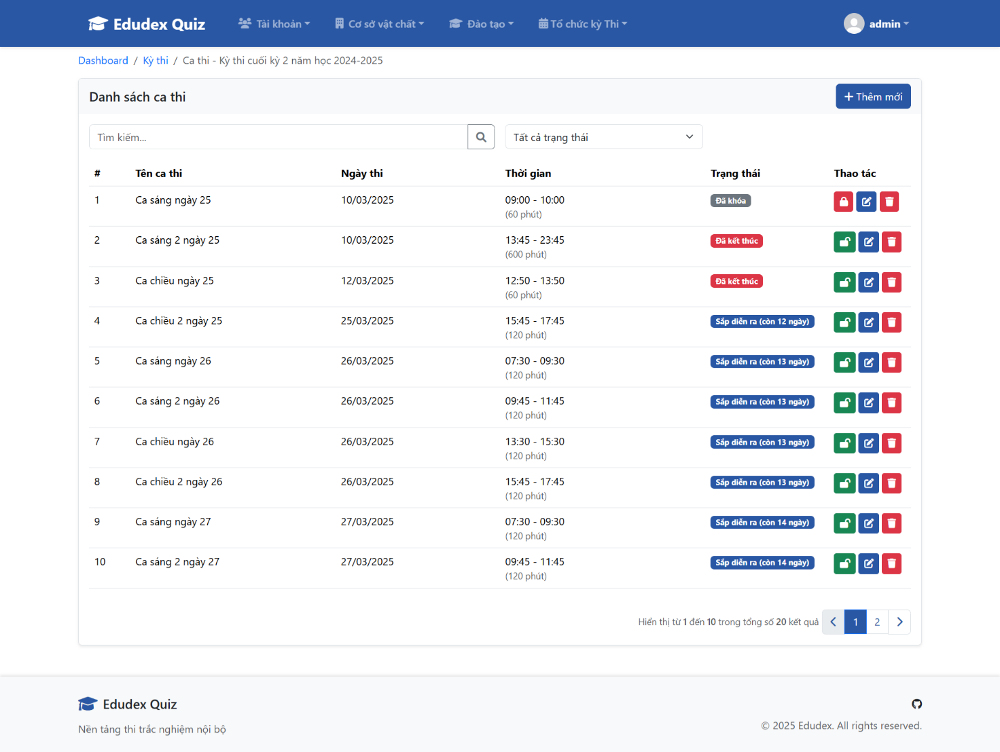 Edudex Quiz Tài khoản Cơ sở vật chất Đào tạo Tổ chức kỳ Thi admin
Dashboard / Kỳ thi / Ca thi - Kỳ thi cuối kỳ 2 năm học 2024-2025
Danh sách ca thi Thêm mới
Tìm kiếm... Tất cả trạng thái
# Tên ca thi Ngày thi Thời gian Trạng thái Thao tác
1 Ca sáng ngày 25 10/03/2025 09:00 - 10:00 Đã khóa
(60 phút)
2 Ca sáng 2 ngày 25 10/03/2025 13:45 - 23:45 Đã kết thúc
(600 phút)
3 Ca chiều ngày 25 12/03/2025 12:50 - 13:50 Đã kết thúc
(60 phút)
4 Ca chiều 2 ngày 25 25/03/2025 15:45 - 17:45 Sắp diễn ra (còn 12 ngày)
(120 phút)
5 Ca sáng ngày 26 26/03/2025 07:30 - 09:30 Sắp diễn ra (còn 13 ngày)
(120 phút)
6 Ca sáng 2 ngày 26 26/03/2025 09:45 - 11:45 Sắp diễn ra (còn 13 ngày)
(120 phút)
7 Ca chiều ngày 26 26/03/2025 13:30 - 15:30 Sắp diễn ra (còn 13 ngày)
(120 phút)
8 Ca chiều 2 ngày 26 26/03/2025 15:45 - 17:45 Sắp diễn ra (còn 13 ngày)
(120 phút)
9 Ca sáng ngày 27 27/03/2025 07:30 - 09:30 Sắp diễn ra (còn 14 ngày)
(120 phút)
10 Ca sáng 2 ngày 27 27/03/2025 09:45 - 11:45 Sắp diễn ra (còn 14 ngày)
(120 phút)
Hiển thị từ 1 đến 10 trong tổng số 20 kết quả 1 2
Edudex Quiz
Nền tảng thi trắc nghiệm nội bộ
© 2025 Edudex. All rights reserved.